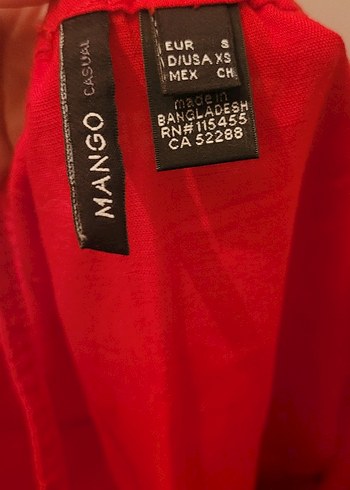 MANGO CASUAL
EUR S
D/USA XS
MEX CH
made in
BANGLADESH
RN# 115455
CA 52288